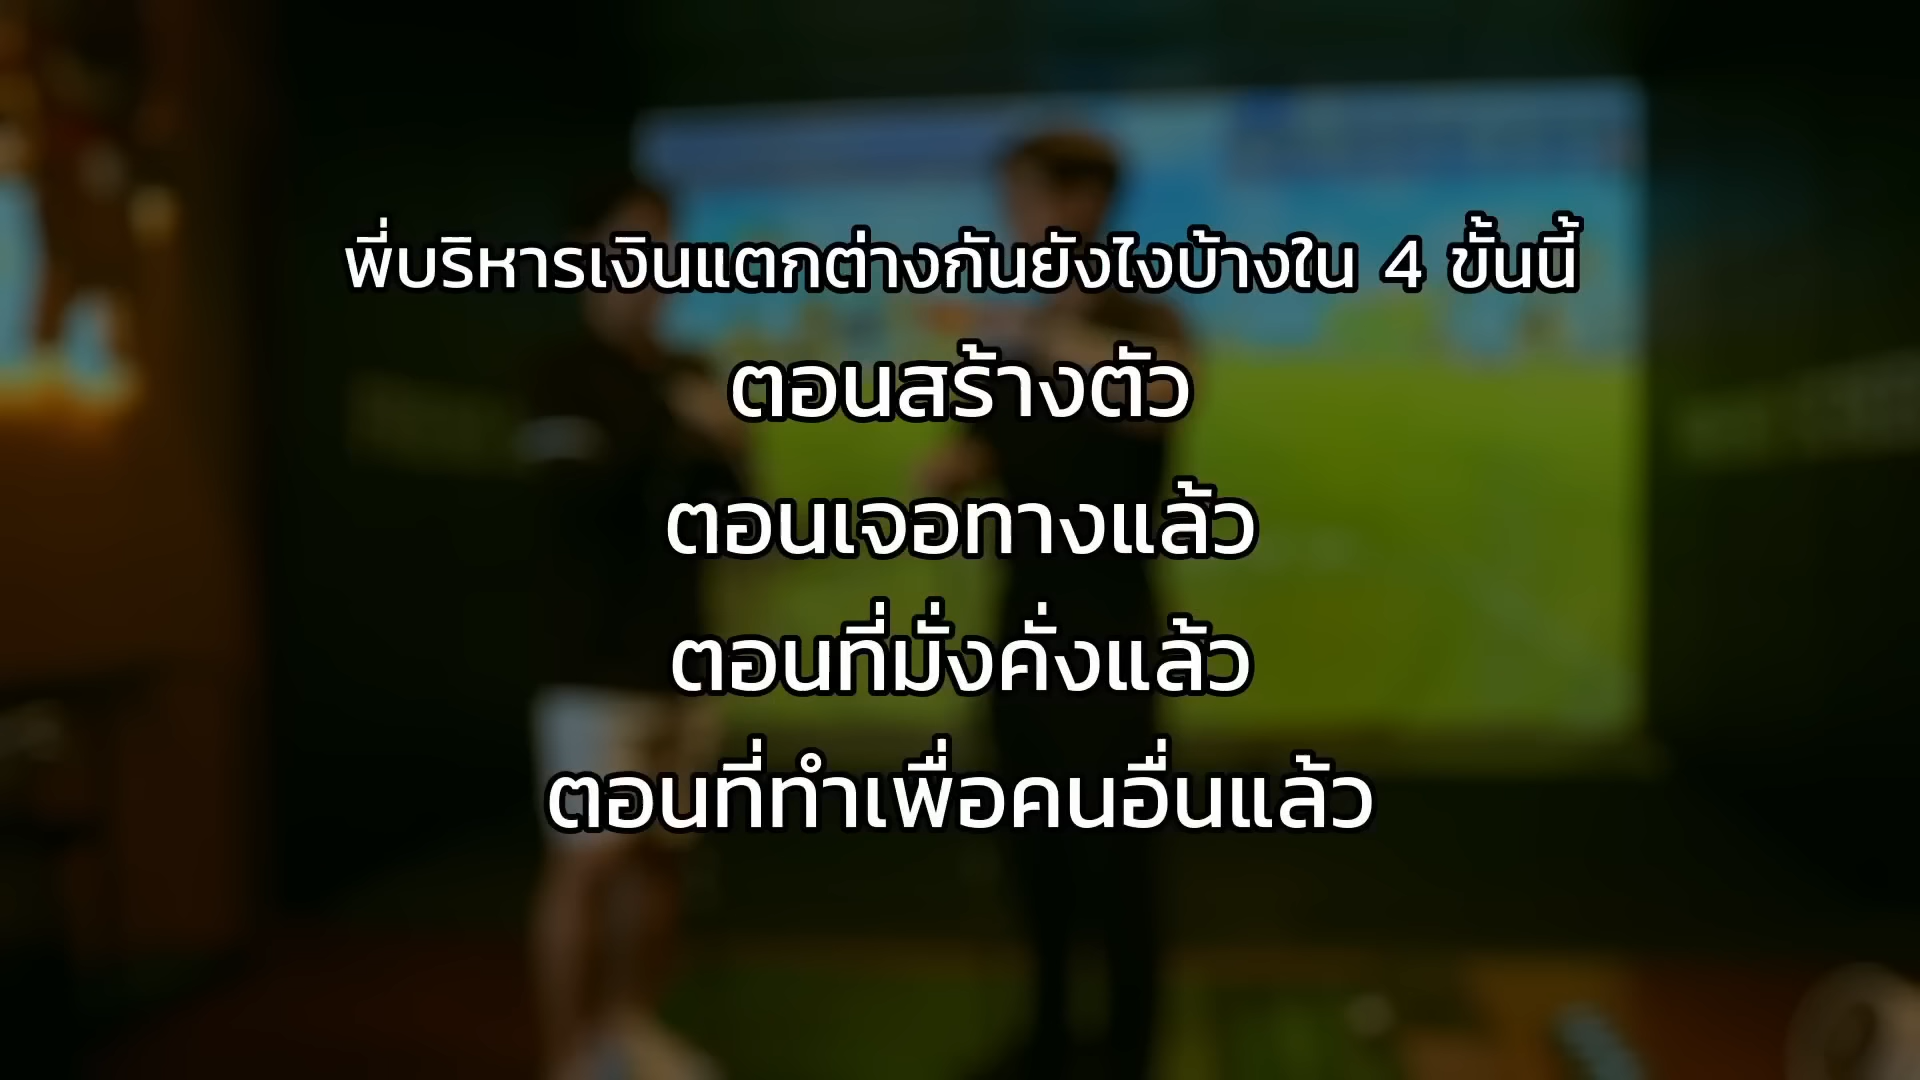 พี่บริหารเงินแตกต่างกันยังไงบ้างใน 4 ขั้นนี้
ตอนสร้างตัว
ตอนเจอทางแล้ว
ตอนที่มั่งคั่งแล้ว
ตอนที่ทำเพื่อคนอื่นแล้ว